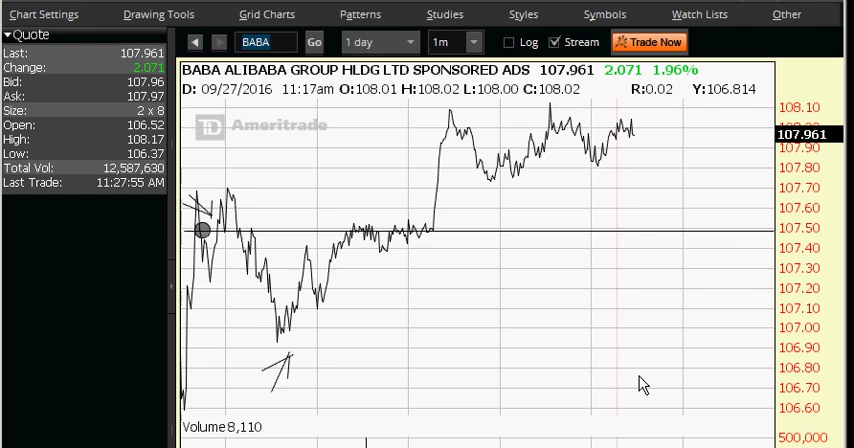 Chart Settings Drawing Tools Grid Charts Patterns Studies Styles Symbols Watch Lists Other
Quote
Last: 107.961
Change: 2.071
Bid: 107.96
Ask: 107.97
Size: 2 x 8
Open: 106.52
High: 108.17
Low: 106.37
Total Vol: 12,587,630
Last Trade: 11:27:55 AM
BABA Go 1 day 1m Log Stream Trade Now
BABA ALIBABA GROUP HLDG LTD SPONSORED ADS 107.961 2.071 1.96%
D: 09/27/2016 11:17am O:108.01 H:108.02 L:108.00 C:108.02 R:0.02 Y:106.814
TD Ameritrade
108.10
107.961
107.90
107.80
107.70
107.60
107.50
107.40
107.30
107.20
107.10
107.00
106.90
106.80
106.70
106.60
Volume 8,110
500,000